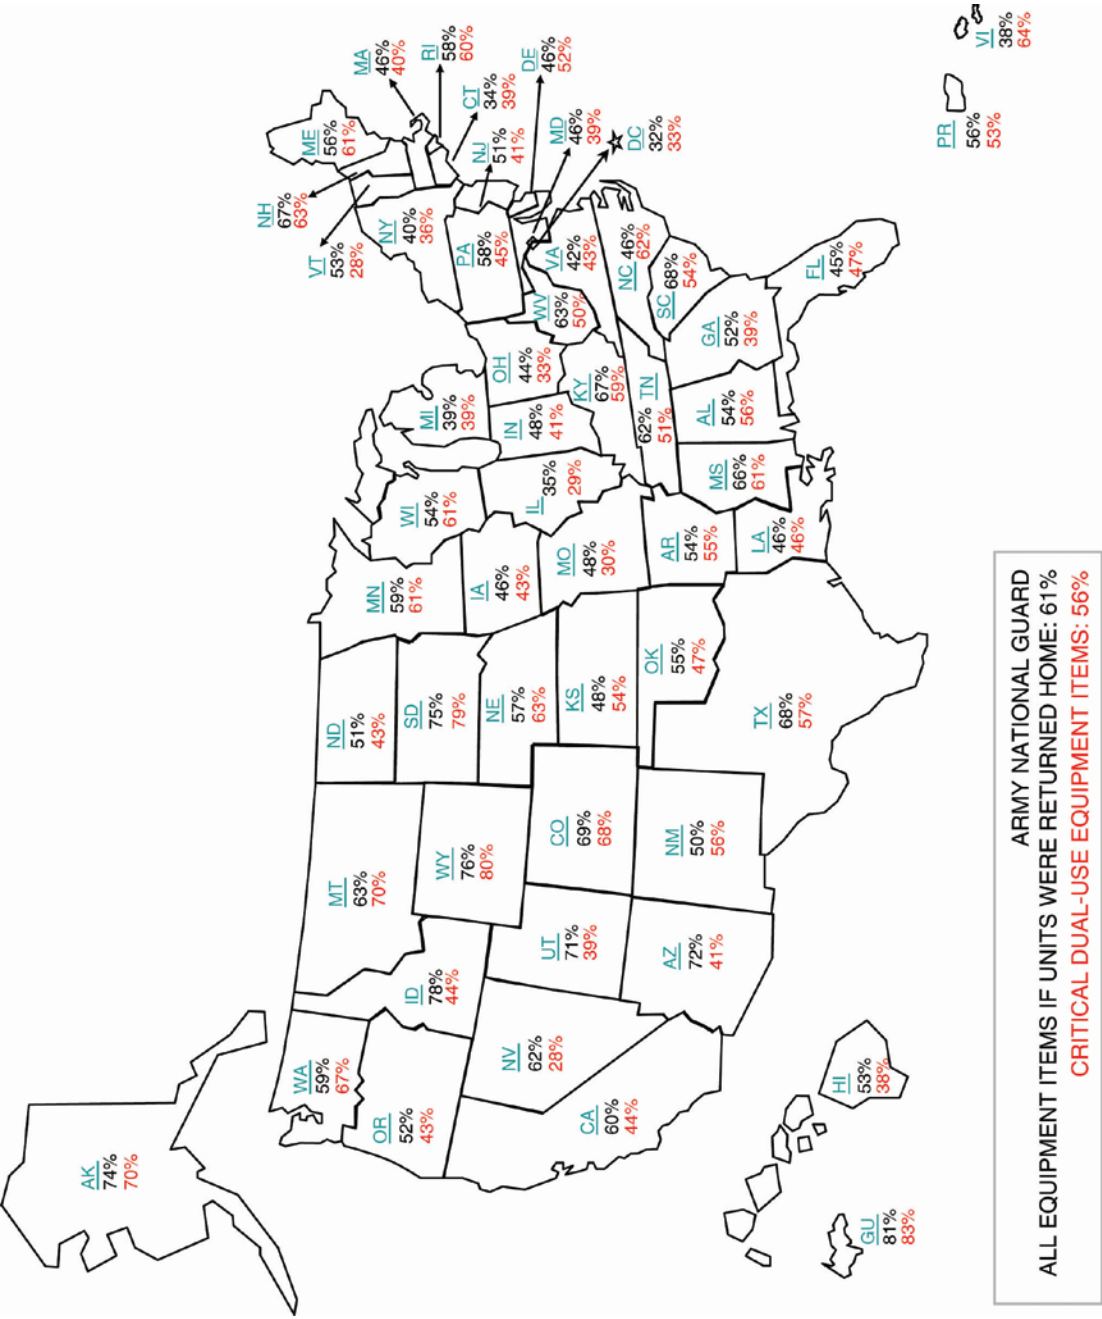 AK
74%
70%
WA
59%
67%
OR
52%
43%
CA
60%
44%
NV
62%
28%
ID
78%
44%
MT
63%
70%
WY
76%
80%
UT
71%
39%
AZ
72%
41%
CO
69%
68%
NM
50%
56%
ND
51%
43%
SD
75%
79%
NE
57%
63%
KS
48%
54%
OK
55%
47%
TX
68%
57%
MN
59%
61%
IA
46%
43%
MO
48%
30%
AR
54%
55%
LA
46%
46%
WI
54%
61%
IL 35%
29%
MI
39%
39%
IN
48%
41%
OH
44%
33%
KY
67%
59%
TN
62%
51%
MS
66%
61%
AL
54%
56%
GA
52%
39%
FL
45%
47%
SC 68%
54%
NC 46%
62%
VA
42%
43%
WV
63%
50%
PA
58%
45%
NY
40%
36%
VT
53%
28%
NH
67%
63%
ME
56%
61%
MA
46%
40%
RI
58%
60%
CT
34%
39%
NJ
51%
41%
DE
46%
52%
MD
46%
39%
DC
32%
33%
HI
53%
38%
GU
81%
83%
PR
56%
53%
VI
38%
64%
ARMY NATIONAL GUARD
ALL EQUIPMENT ITEMS IF UNITS WERE RETURNED HOME: 61%
CRITICAL DUAL-USE EQUIPMENT ITEMS: 56%